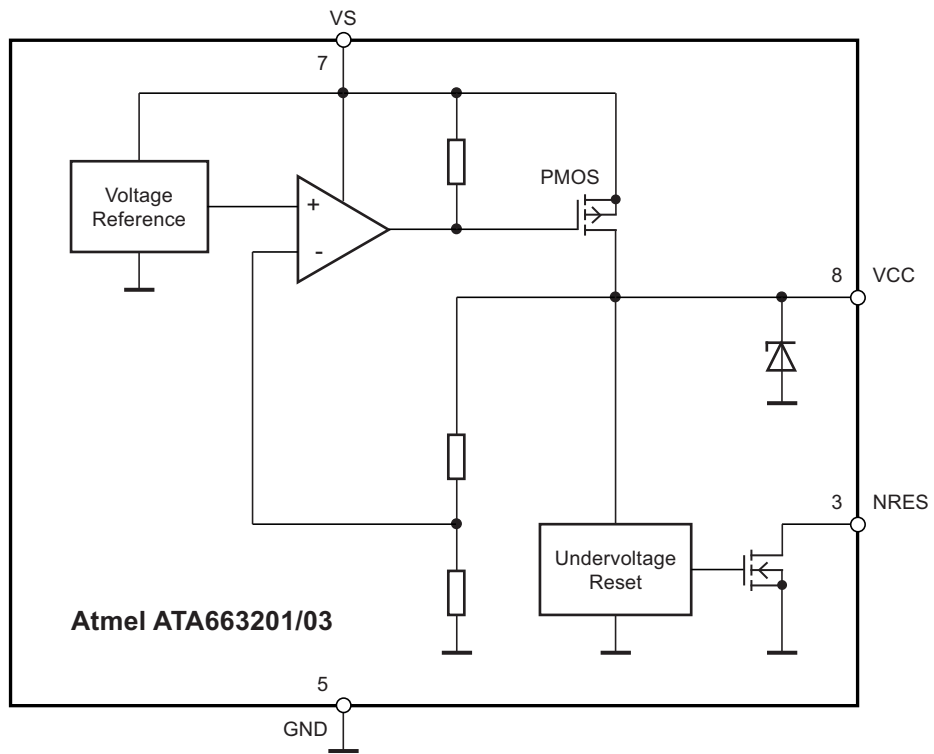 VS
7
PMOS
Voltage
Reference
+
-
8 VCC
3 NRES
Undervoltage
Reset
Atmel ATA663201/03
5
GND